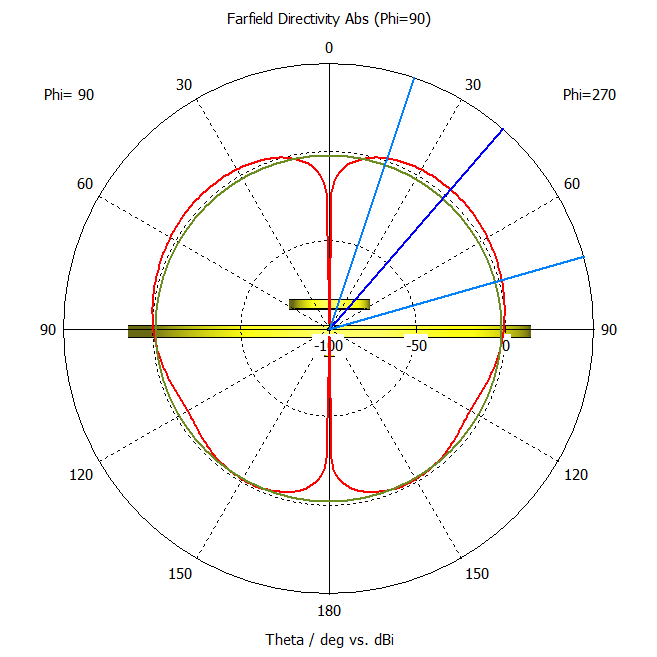 Farfield Directivity Abs (Phi=90)
0
30 30
Phi= 90 Phi=270
60 60
90 90
-100 -50 0
120 120
150 150
180
Theta / deg vs. dBi